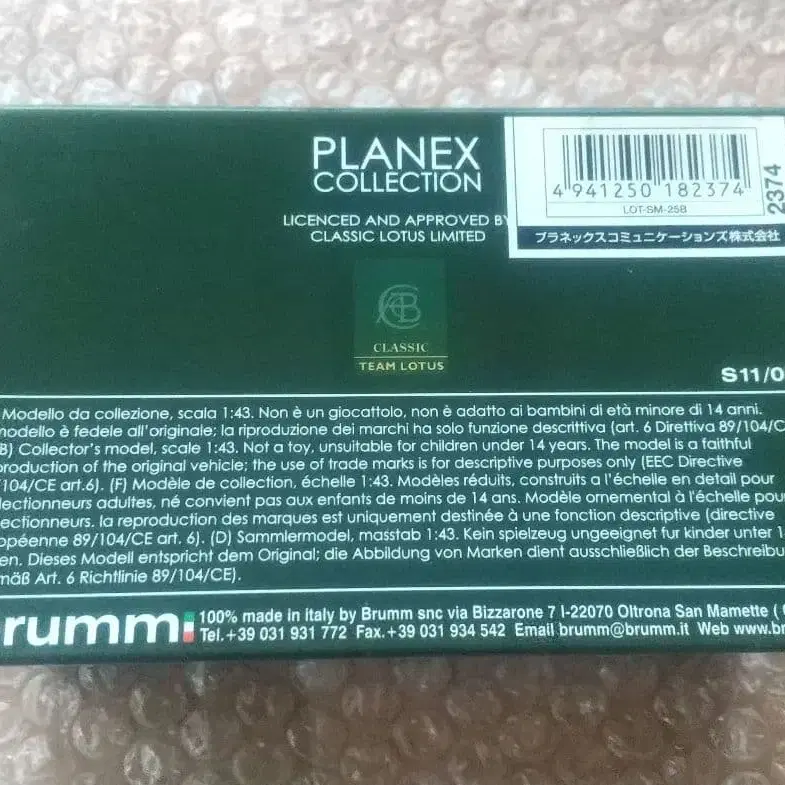 PLANEX
COLLECTION
LICENCED AND APPROVED BY
CLASSIC LOTUS LIMITED
4 941250 182374
2374
LOT-SM-25B
プラネックスコミュニケーションズ株式会社
CLASSIC
TEAM LOTUS
S11/0
Modello da collezione, scala 1:43. Non è un giocattolo, non è adatto ai bambini di età minore di 14 anni.
modello è fedele all'originale; la riproduzione dei marchi ha solo funzione descrittiva (art. 6 Direttiva 89/104/C
B) Collector's model, scale 1:43. Not a toy, unsuitable for children under 14 years. The model is a faithful
production of the original vehicle; the use of trade marks is for descriptive purposes only (EEC Directive
/104/CE art.6). (F) Modèle de collection, échelle 1:43. Modèles réduits, construits a l'échelle en detail pour
lectionneurs adultes, né convient pas aux enfants de moins de 14 ans. Modèle ornemental à l'échelle pou
ectionneurs. la reproduction des marques est uniquement destinée à une fonction descriptive (directive
opéenne 89/104/CE art. 6). (D) Sammlermodel, masstab 1:43. Kein spielzeug ungeeignet fur kinder unter 1
en. Dieses Modell entspricht dem Original; die Abbildung von Marken dient ausschließlich der Beschreibu
mäß Art. 6 Richtlinie 89/104/CE).
rumm
100% made in italy by Brumm snc via Bizzarone 7 I-22070 Oltrona San Mamette (
Tel.+39 031 931 772 Fax.+39 031 934 542 Email brumm@brumm.it Web www.br